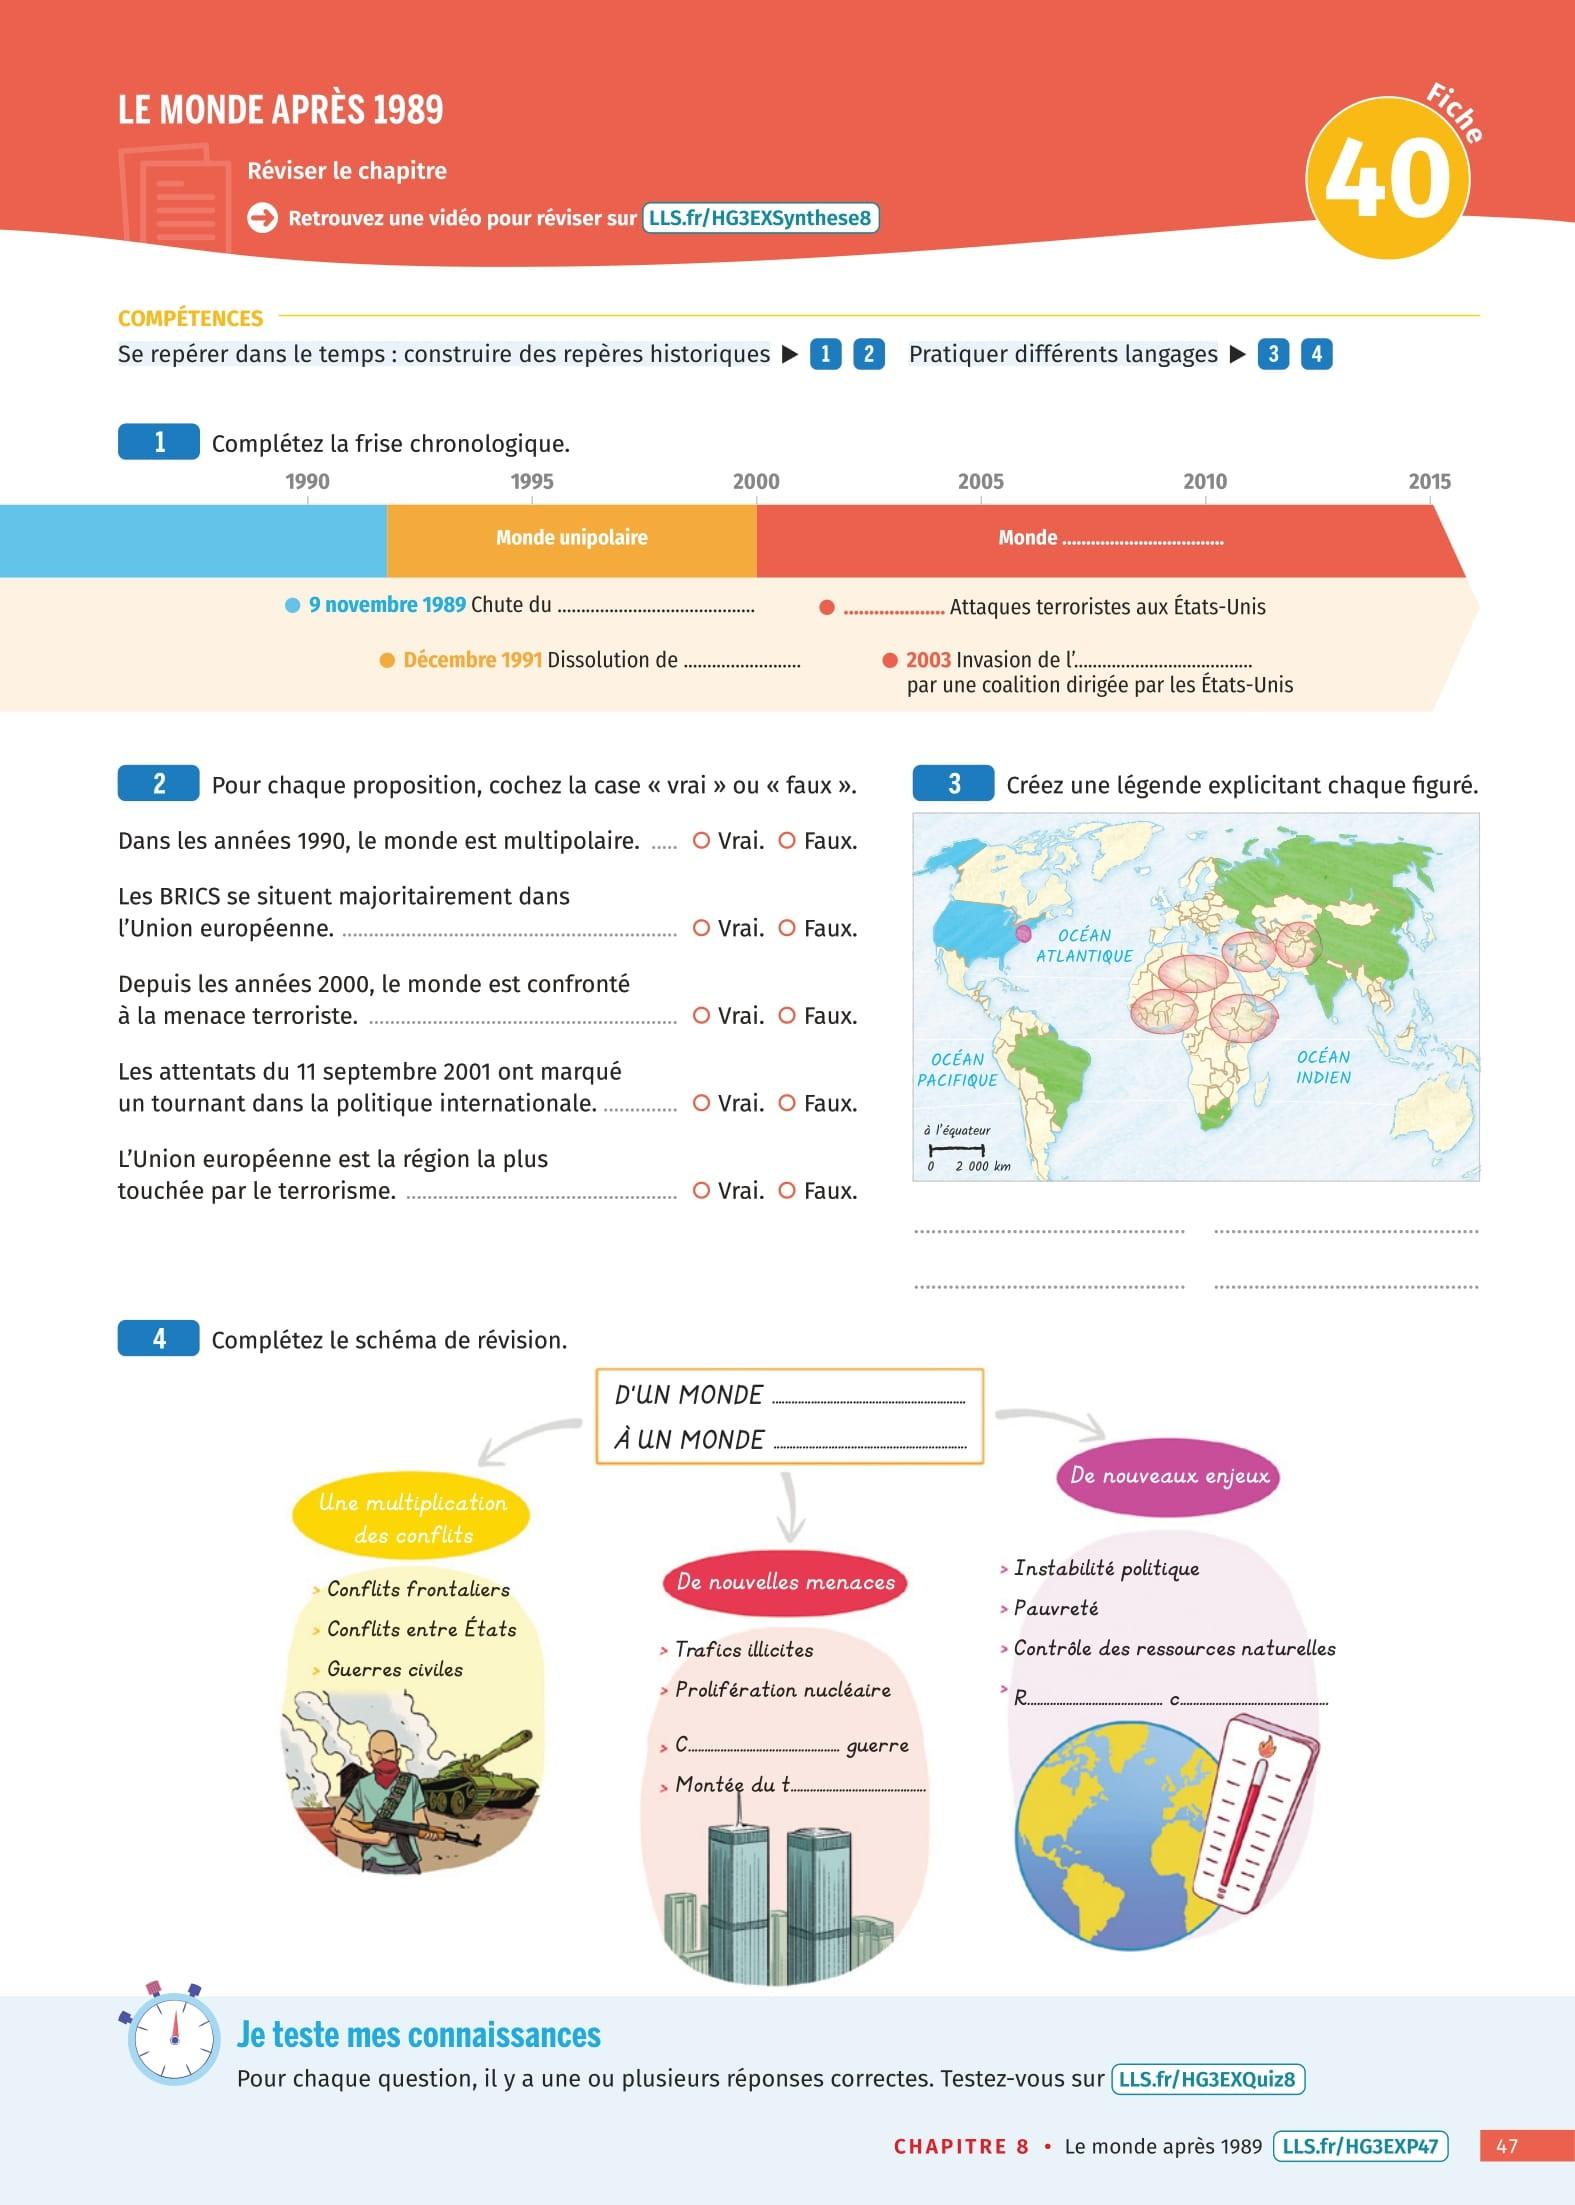 LE MONDE APRÈS 1989
Fiche
40
Réviser le chapitre
Retrouvez une vidéo pour réviser sur LLS.fr/HG3EXSynthese8
COMPÉTENCES
Se repérer dans le temps : construire des repères historiques ▶ 1 2 Pratiquer différents langages ▶ 3 4
1 Complétez la frise chronologique.
1990 1995 2000 2005 2010 2015
Monde unipolaire
Monde ..................................
9 novembre 1989 Chute du ..........................................
..................... Attaques terroristes aux États-Unis
Décembre 1991 Dissolution de .........................
2003 Invasion de l'......................................
par une coalition dirigée par les États-Unis
2 Pour chaque proposition, cochez la case « vrai » ou « faux ».
Dans les années 1990, le monde est multipolaire. ..... Vrai. Faux.
Les BRICS se situent majoritairement dans
l'Union européenne. ..................................................... Vrai. Faux.
Depuis les années 2000, le monde est confronté
à la menace terroriste. ................................................. Vrai. Faux.
Les attentats du 11 septembre 2001 ont marqué
un tournant dans la politique internationale. ............ Vrai. Faux.
L'Union européenne est la région la plus
touchée par le terrorisme. ........................................... Vrai. Faux.
3 Créez une légende explicitant chaque figuré.
OCÉAN
ATLANTIQUE
OCÉAN
PACIFIQUE
OCÉAN
INDIEN
à l'équateur
0 2 000 km
4 Complétez le schéma de révision.
D'UN MONDE ..........................................
À UN MONDE ..........................................
Une multiplication
des conflits
> Conflits frontaliers
> Conflits entre États
> Guerres civiles
De nouvelles menaces
> Trafics illicites
> Prolifération nucléaire
> C.......................................... guerre
> Montée du t.....................................
De nouveaux enjeux
> Instabilité politique
> Pauvreté
> Contrôle des ressources naturelles
> R..................................... c........................................
Je teste mes connaissances
Pour chaque question, il y a une ou plusieurs réponses correctes. Testez-vous sur LLS.fr/HG3EXQuiz8
CHAPITRE 8 • Le monde après 1989 LLS.fr/HG3EXP47 47